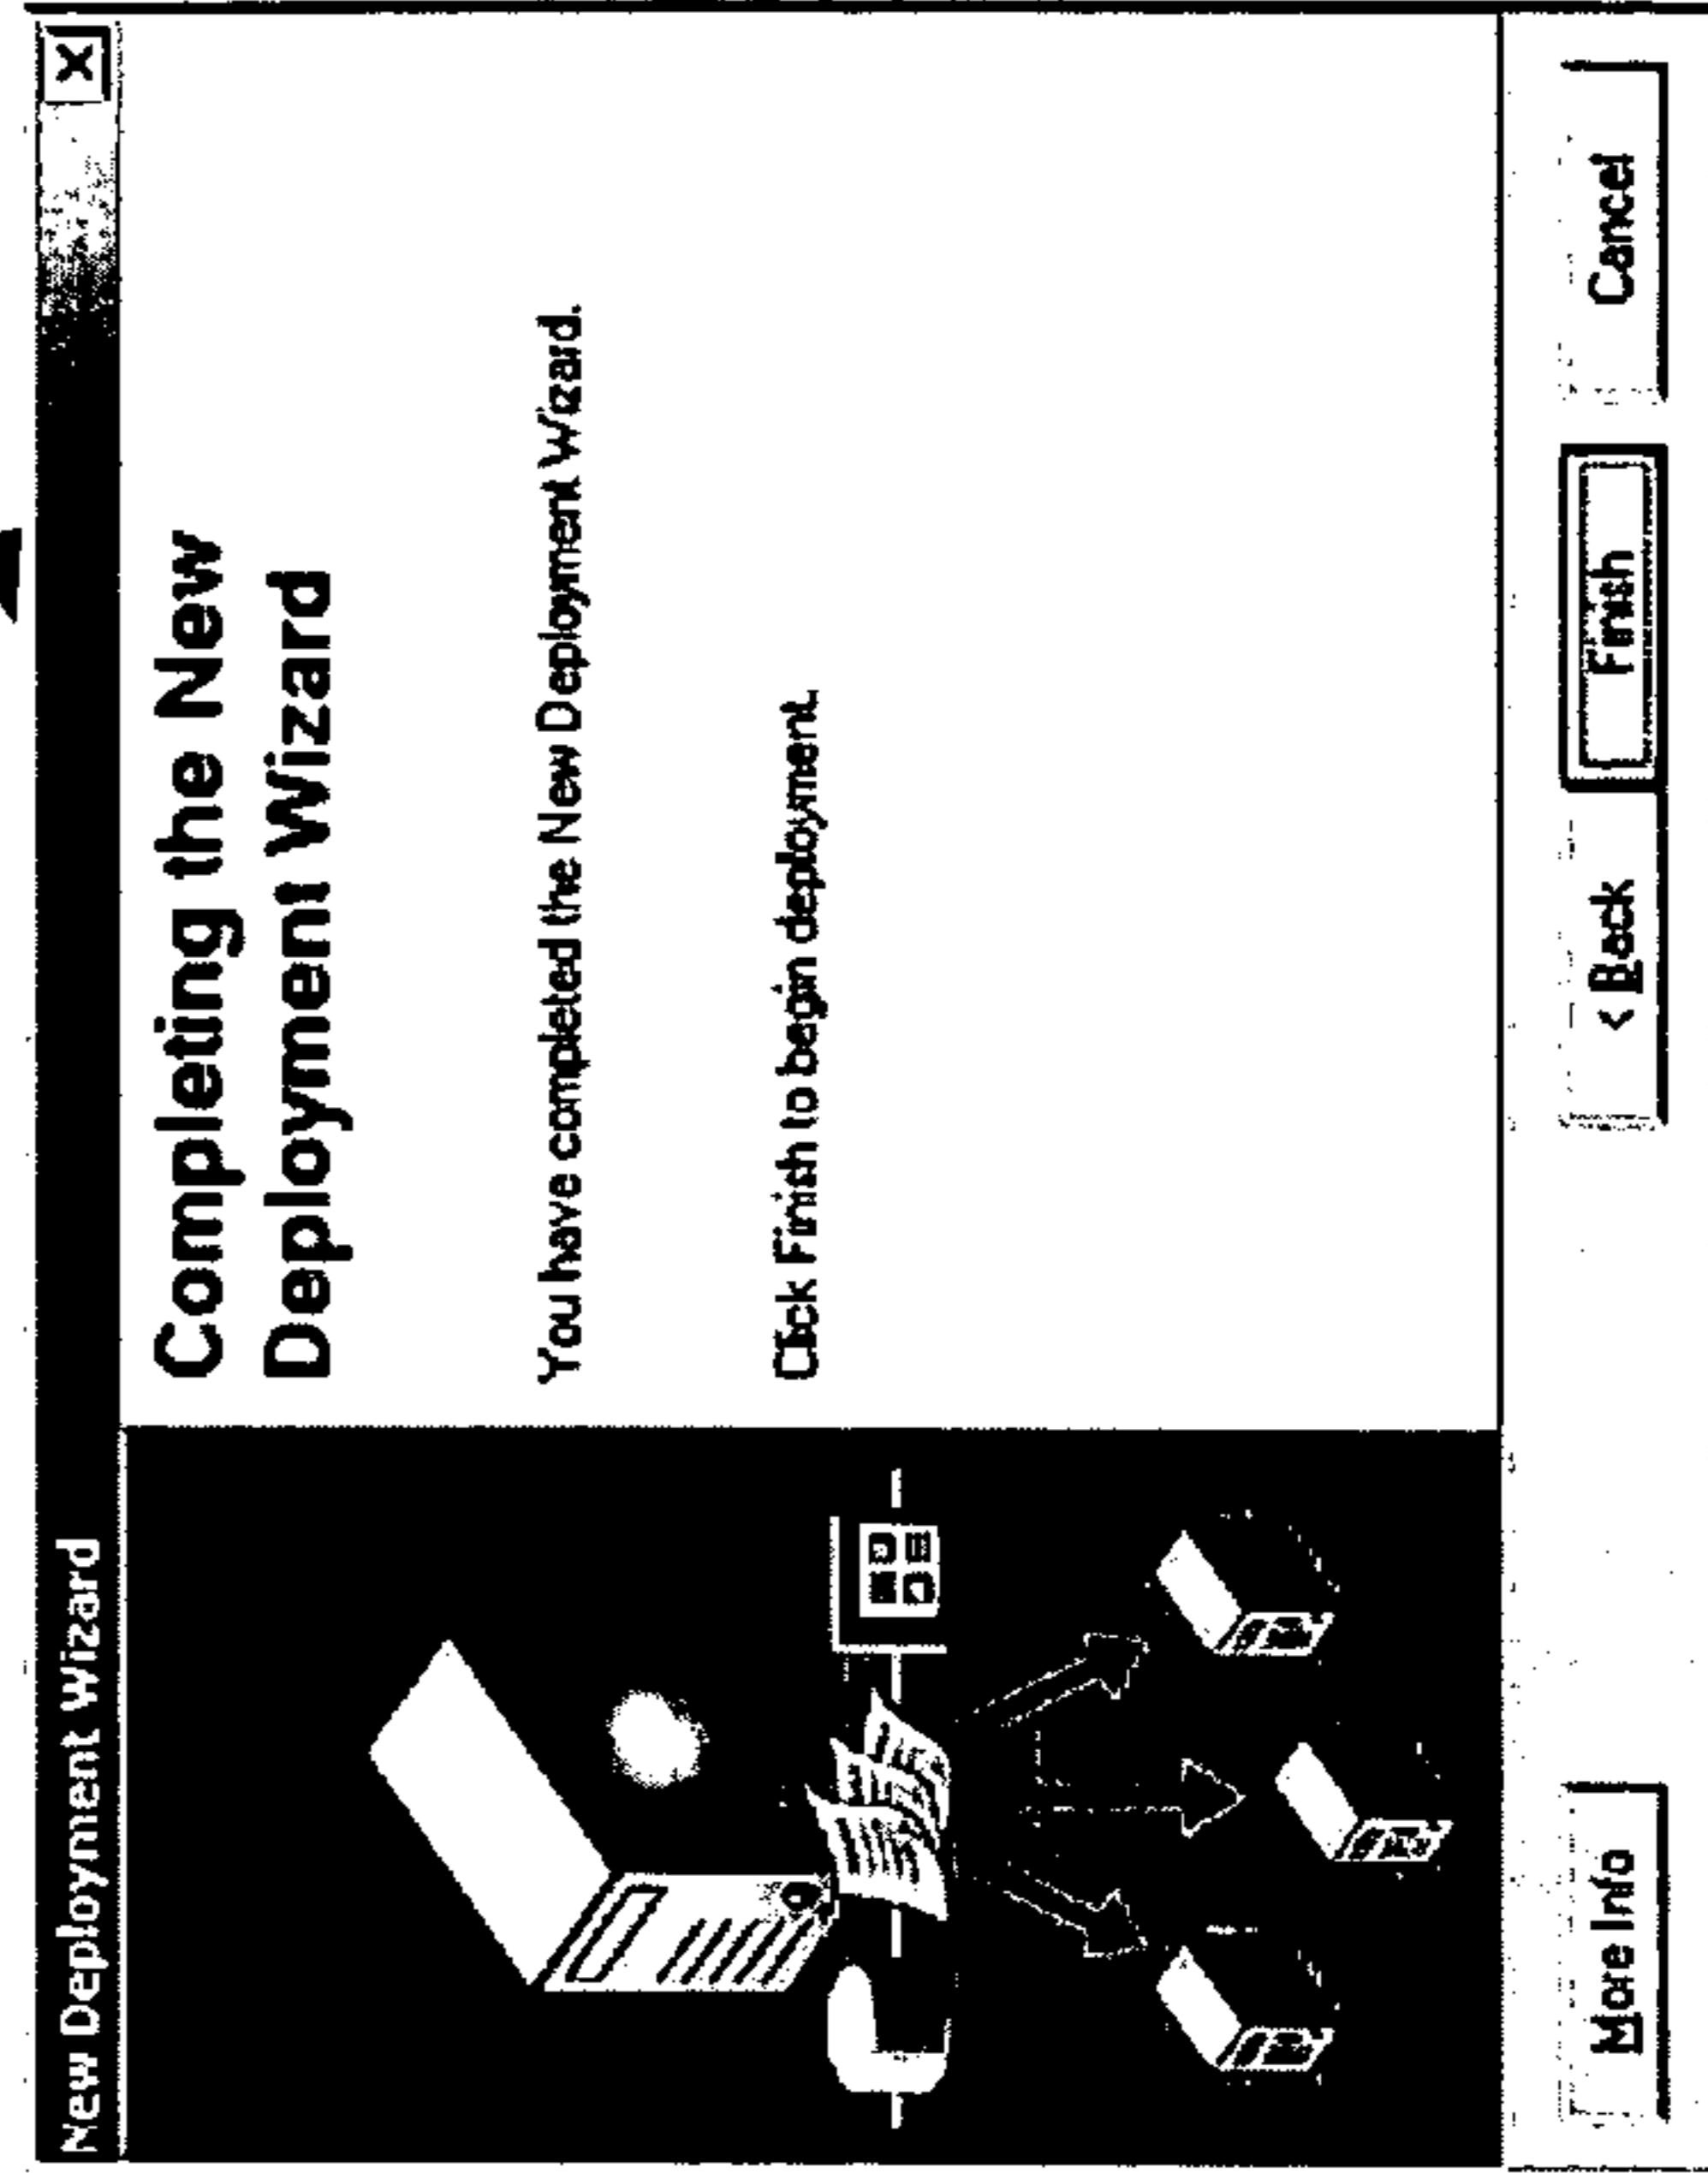 New Deployment Wizard
X
Completing the New
Deployment Wizard
You have completed the New Deployment Wizard.
Click Finish to begin deployment.
More Info
< Back
Finish
Cancel